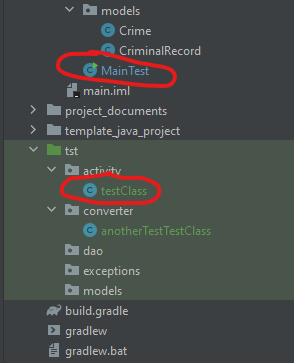 models
Crime
CriminalRecord
MainTest
main.iml
project_documents
template_java_project
tst
activity
testClass
converter
anotherTestTestClass
dao
exceptions
models
build.gradle
gradlew
gradlew.bat